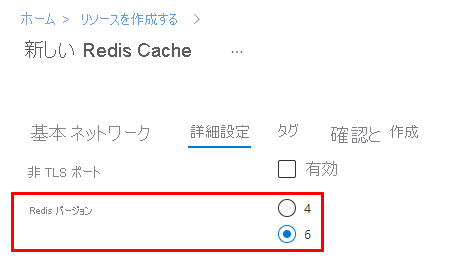 ホーム > リソースを作成する >
新しい Redis Cache ...
基本 ネットワーク 詳細設定 タグ 確認と 作成
非 TLS ポート 有効
Redis バージョン 4
6